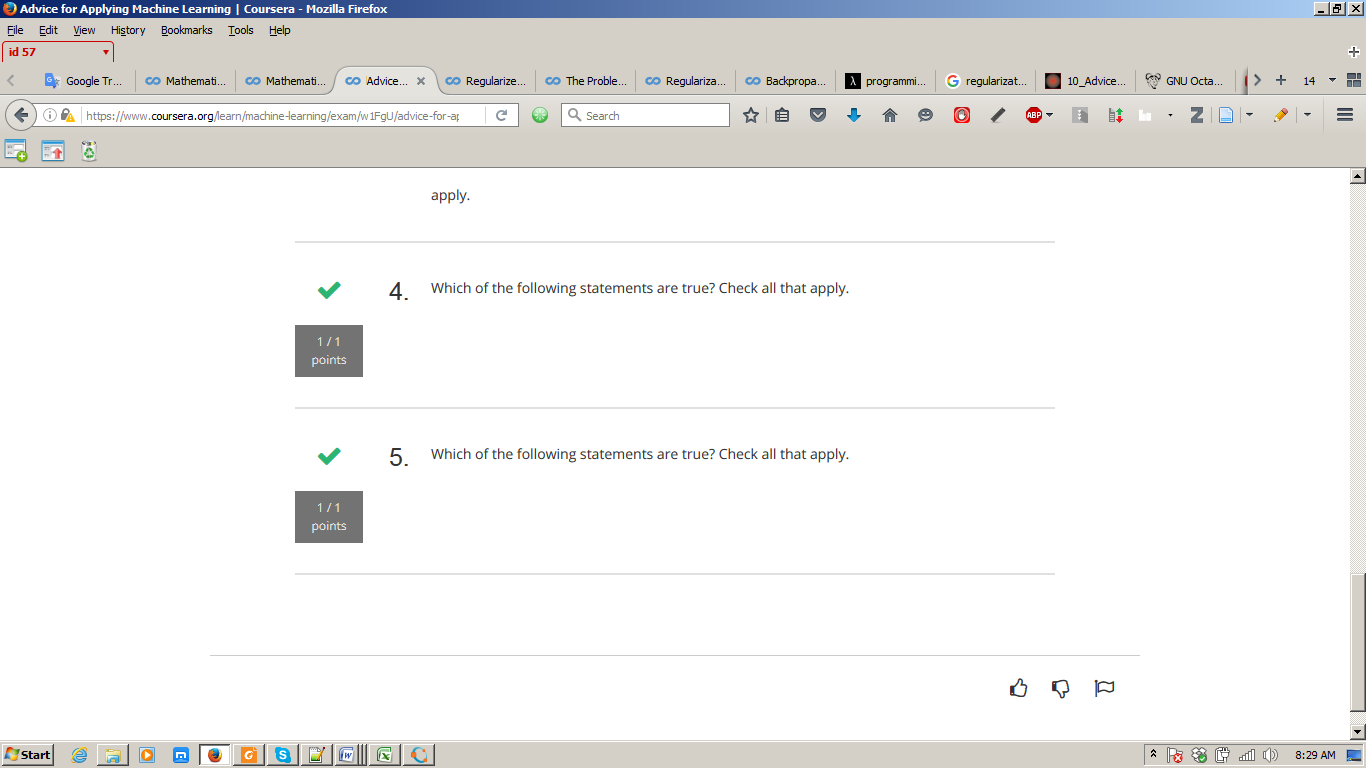 Advice for Applying Machine Learning | Coursera - Mozilla Firefox
File Edit View History Bookmarks Tools Help
id 57
Google Tr... Mathemati... Mathemati... Advice... Regularize... The Proble... Regulariza... Backpropa... programmi... regularizat... 10_Advice... GNU Octa... 14
https://www.coursera.org/learn/machine-learning/exam/w1FgU/advice-for-ap Search ABP
apply.
4. Which of the following statements are true? Check all that apply.
1 / 1
points
5. Which of the following statements are true? Check all that apply.
1 / 1
points
Start 8:29 AM